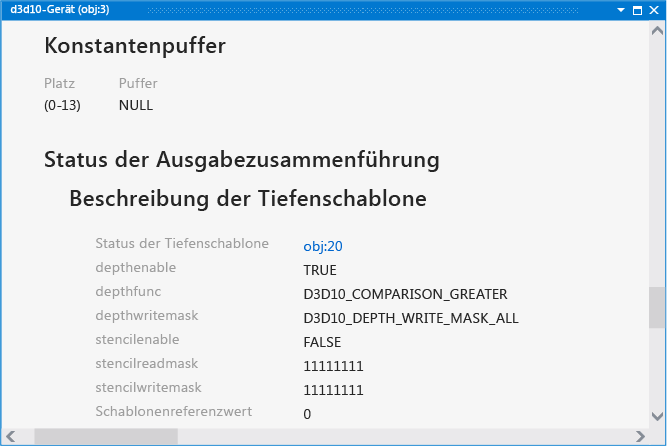 d3d10-Gerät (obj:3)
Konstantenpuffer
Platz Puffer
(0-13) NULL
Status der Ausgabezusammenführung
Beschreibung der Tiefenschablone
Status der Tiefenschablone obj:20
depthenable TRUE
depthfunc D3D10_COMPARISON_GREATER
depthwritemask D3D10_DEPTH_WRITE_MASK_ALL
stencilenable FALSE
stencilreadmask 11111111
stencilwritemask 11111111
Schablonenreferenzwert 0